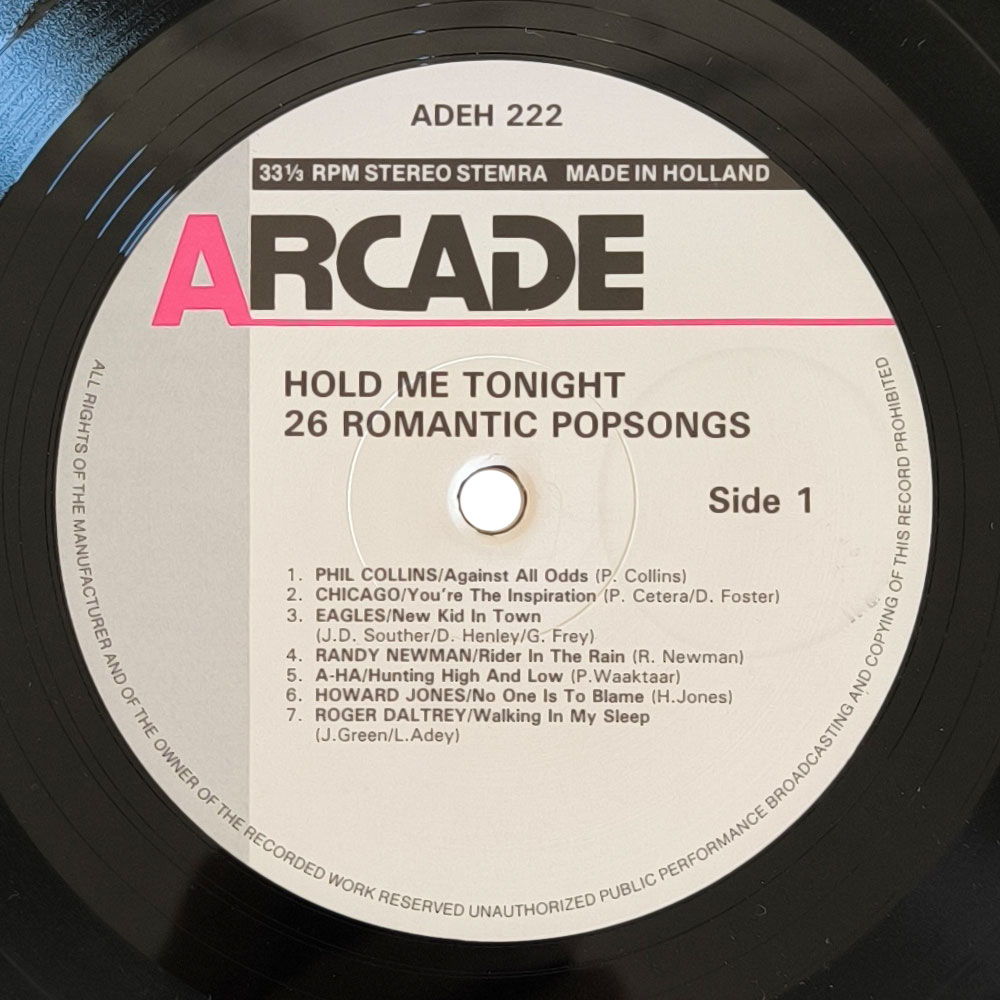 ADEH 222
33⅓ RPM STEREO STEMRA MADE IN HOLLAND
ARCADE
HOLD ME TONIGHT
26 ROMANTIC POPSONGS
Side 1
1. PHIL COLLINS/Against All Odds (P. Collins)
2. CHICAGO/You're The Inspiration (P. Cetera/D. Foster)
3. EAGLES/New Kid In Town
(J.D. Souther/D. Henley/G. Frey)
4. RANDY NEWMAN/Rider In The Rain (R. Newman)
5. A-HA/Hunting High And Low (P.Waaktaar)
6. HOWARD JONES/No One Is To Blame (H.Jones)
7. ROGER DALTREY/Walking In My Sleep
(J.Green/L.Adey)
ALL RIGHTS OF THE MANUFACTURER AND OF THE OWNER OF THE RECORDED WORK RESERVED UNAUTHORIZED PUBLIC PERFORMANCE BROADCASTING AND COPYING OF THIS RECORD PROHIBITED